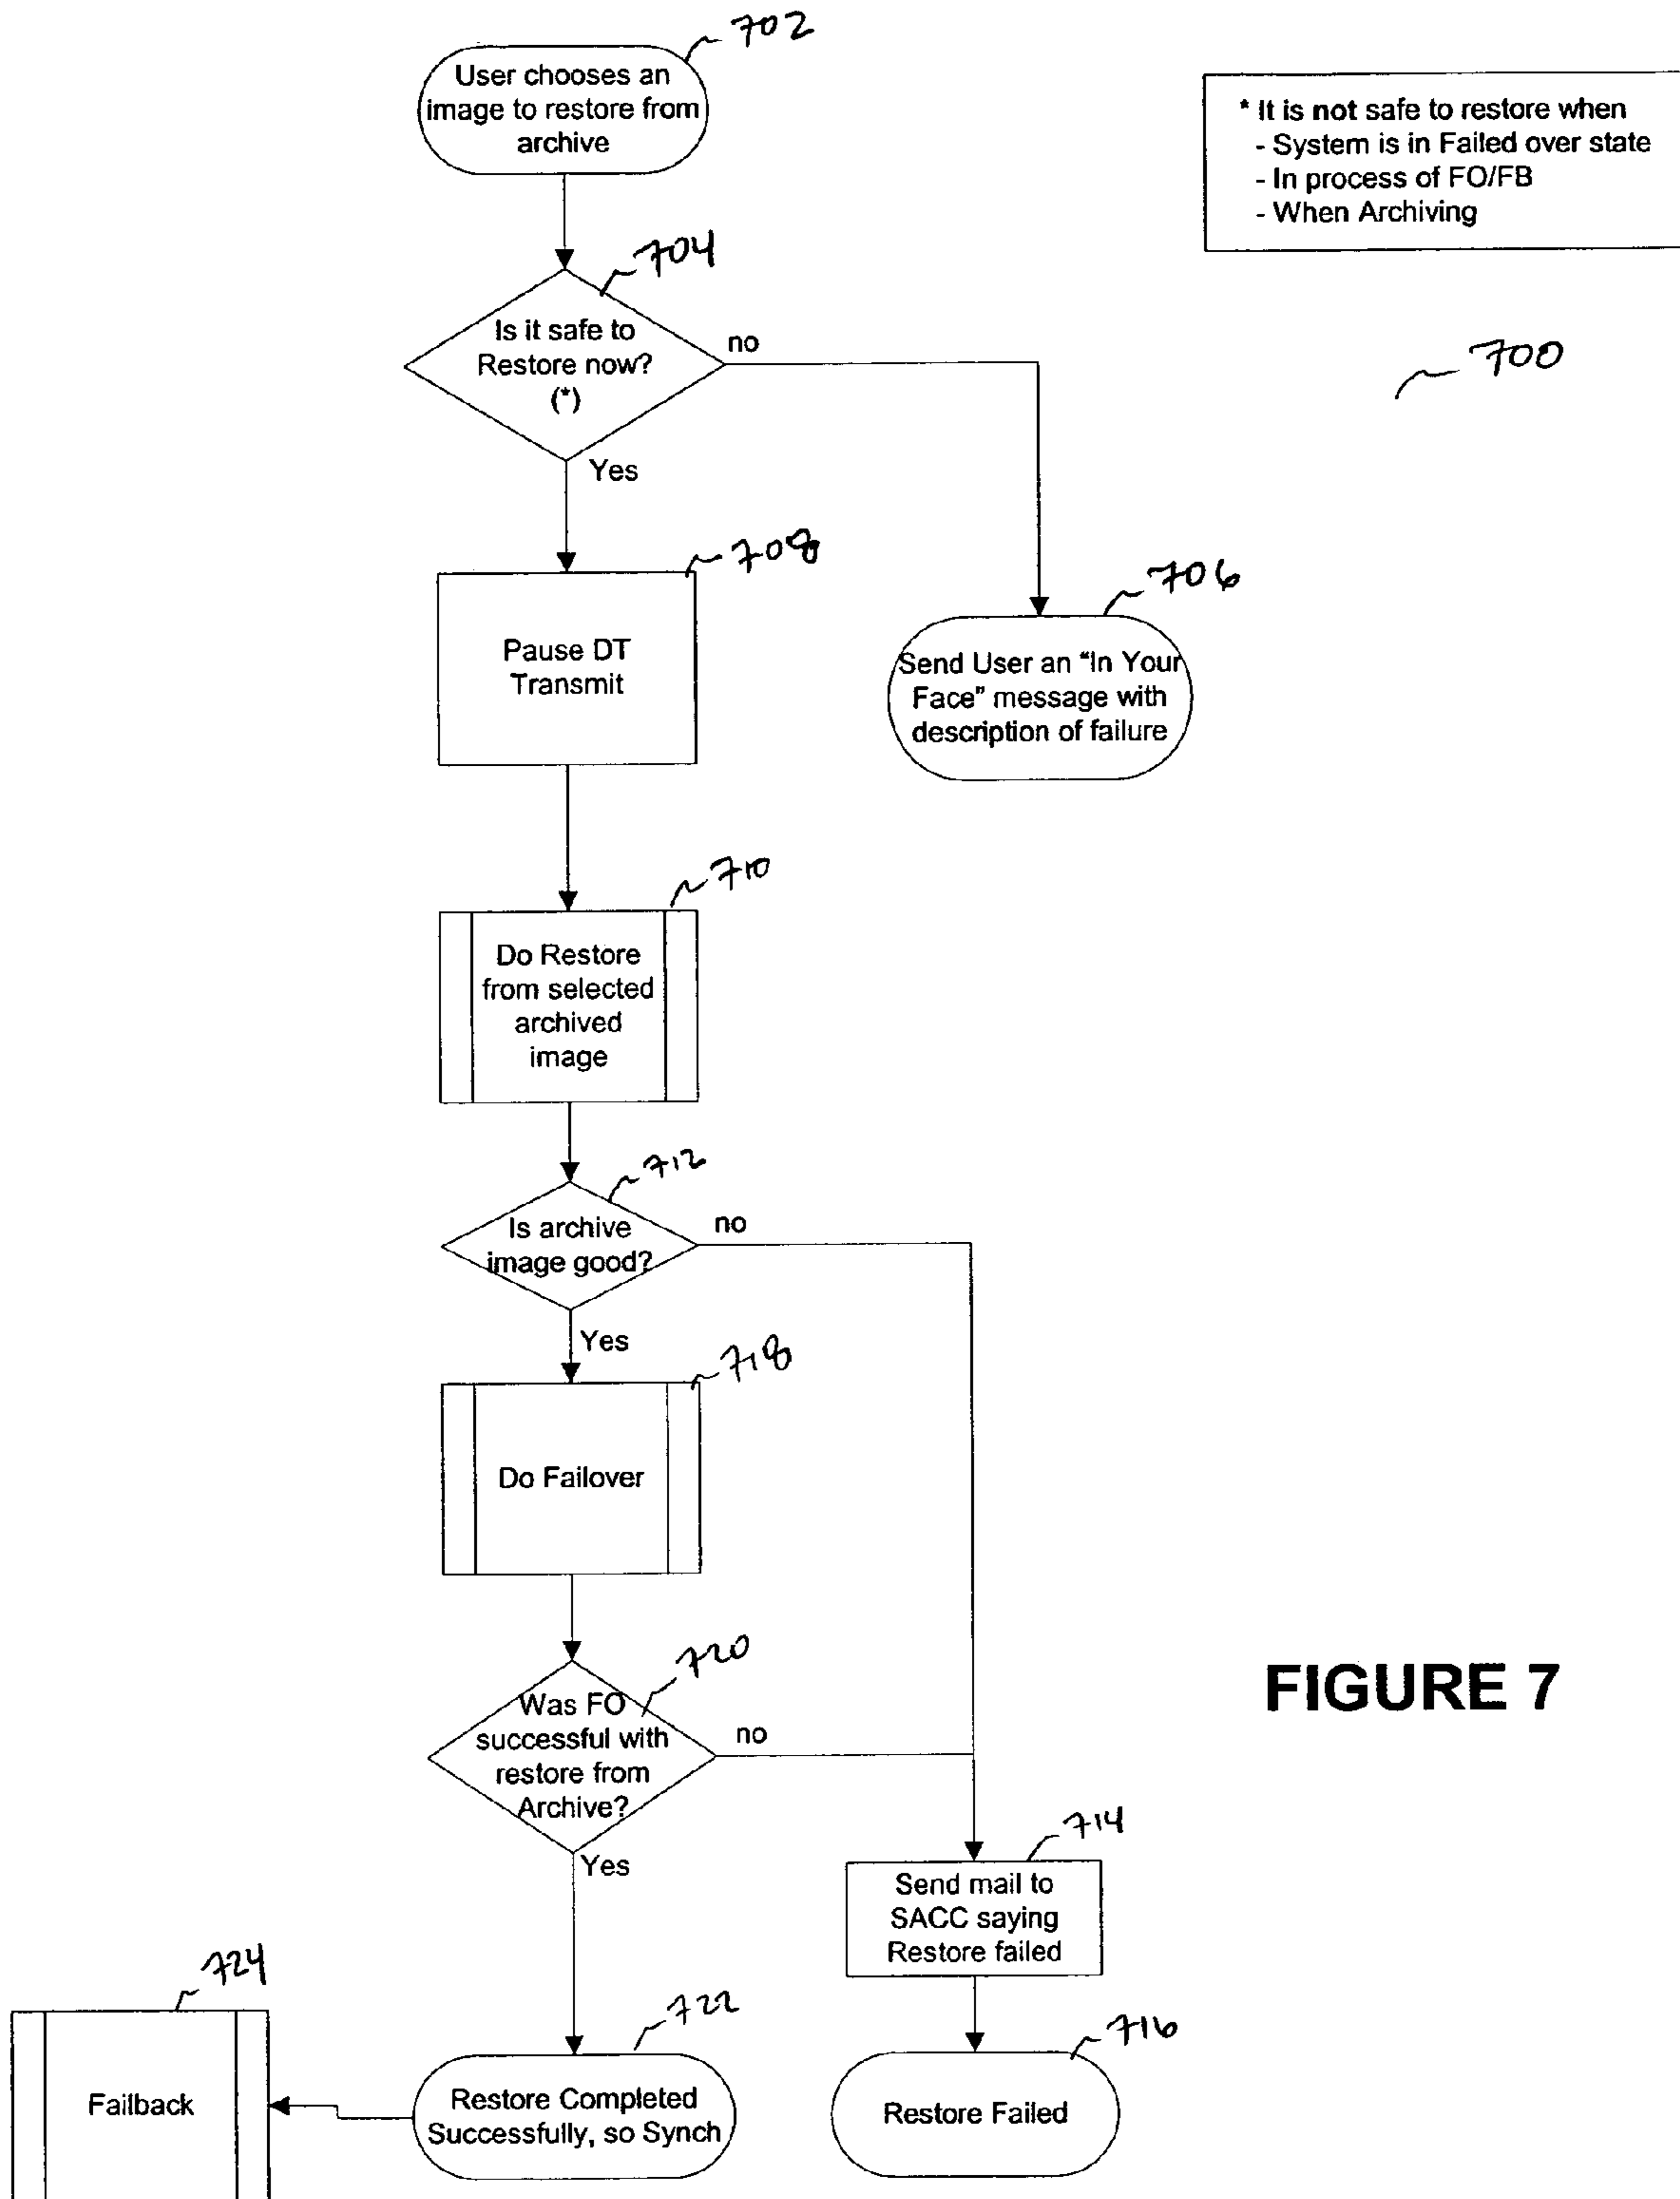 702
User chooses an
image to restore from
archive
* It is not safe to restore when
- System is in Failed over state
- In process of FO/FB
- When Archiving
704
Is it safe to
Restore now?
(*)
no
Yes
700
708
Pause DT
Transmit
706
Send User an "In Your
Face" message with
description of failure
710
Do Restore
from selected
archived
image
712
Is archive
image good?
no
Yes
718
Do Failover
720
Was FO
successful with
restore from
Archive?
no
Yes
FIGURE 7
714
Send mail to
SACC saying
Restore failed
724
Failback
722
Restore Completed
Successfully, so Synch
716
Restore Failed